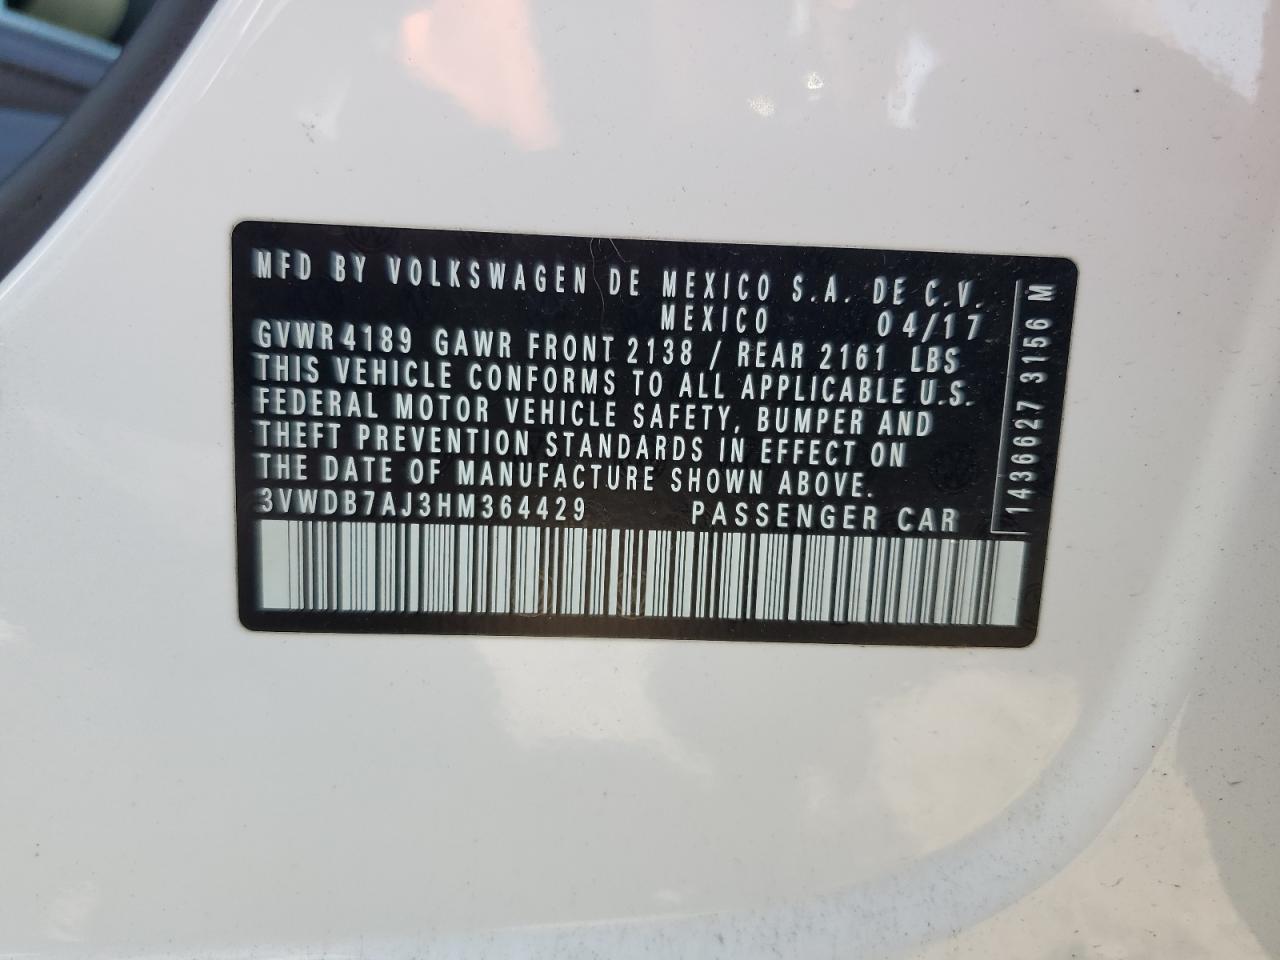 MFD BY VOLKSWAGEN DE MEXICO S.A. DE C.V.
MEXICO 04/17
GVWR 4189 GAWR FRONT 2138 / REAR 2161 LBS
THIS VEHICLE CONFORMS TO ALL APPLICABLE U.S.
FEDERAL MOTOR VEHICLE SAFETY, BUMPER AND
THEFT PREVENTION STANDARDS IN EFFECT ON
THE DATE OF MANUFACTURE SHOWN ABOVE.
3VWDB7AJ3HM364429 PASSENGER CAR
1436627 3156 M